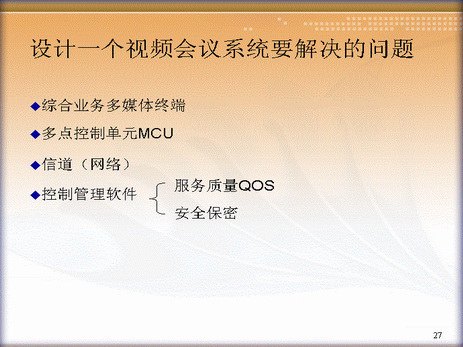 设计一个视频会议系统要解决的问题
综合业务多媒体终端
多点控制单元MCU
信道（网络）
控制管理软件
服务质量QOS
安全保密
27